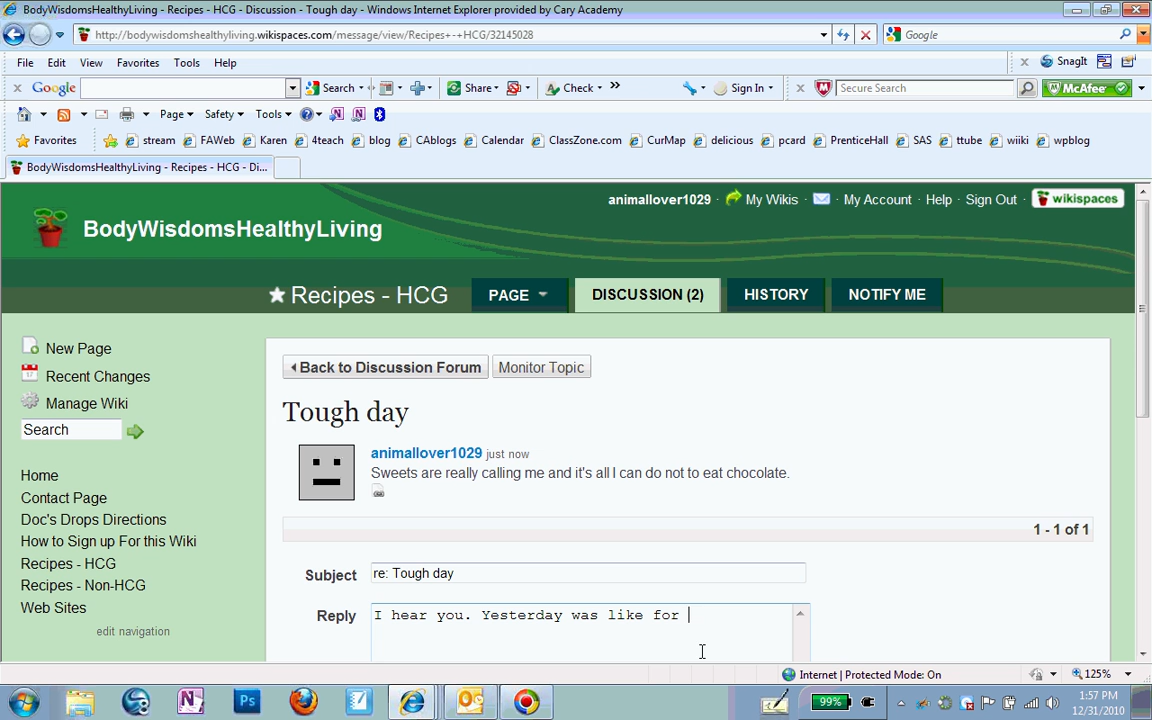 BodyWisdomsHealthyLiving - Recipes - HCG - Discussion - Tough day - Windows Internet Explorer provided by Cary Academy
http://bodywisdomshealthyliving.wikispaces.com/message/view/Recipes+-+HCG/32145028
Google
File Edit View Favorites Tools Help
SnagIt
Google Search Share Check » Sign In Secure Search McAfee
Page Safety Tools
Favorites stream FAWeb Karen 4teach blog CAblogs Calendar ClassZone.com CurMap delicious pcard PrenticeHall SAS ttube wiiki wpblog
BodyWisdomsHealthyLiving - Recipes - HCG - Di...
animallover1029 · My Wikis · My Account · Help · Sign Out · wikispaces
BodyWisdomsHealthyLiving
Recipes - HCG PAGE DISCUSSION (2) HISTORY NOTIFY ME
New Page
Recent Changes
Manage Wiki
Search
Home
Contact Page
Doc's Drops Directions
How to Sign up For this Wiki
Recipes - HCG
Recipes - Non-HCG
Web Sites
edit navigation
Back to Discussion Forum Monitor Topic
Tough day
animallover1029 just now
Sweets are really calling me and it's all I can do not to eat chocolate.
1 - 1 of 1
Subject re: Tough day
Reply I hear you. Yesterday was like for
Internet | Protected Mode: On 125%
99% 1:57 PM
12/31/2010